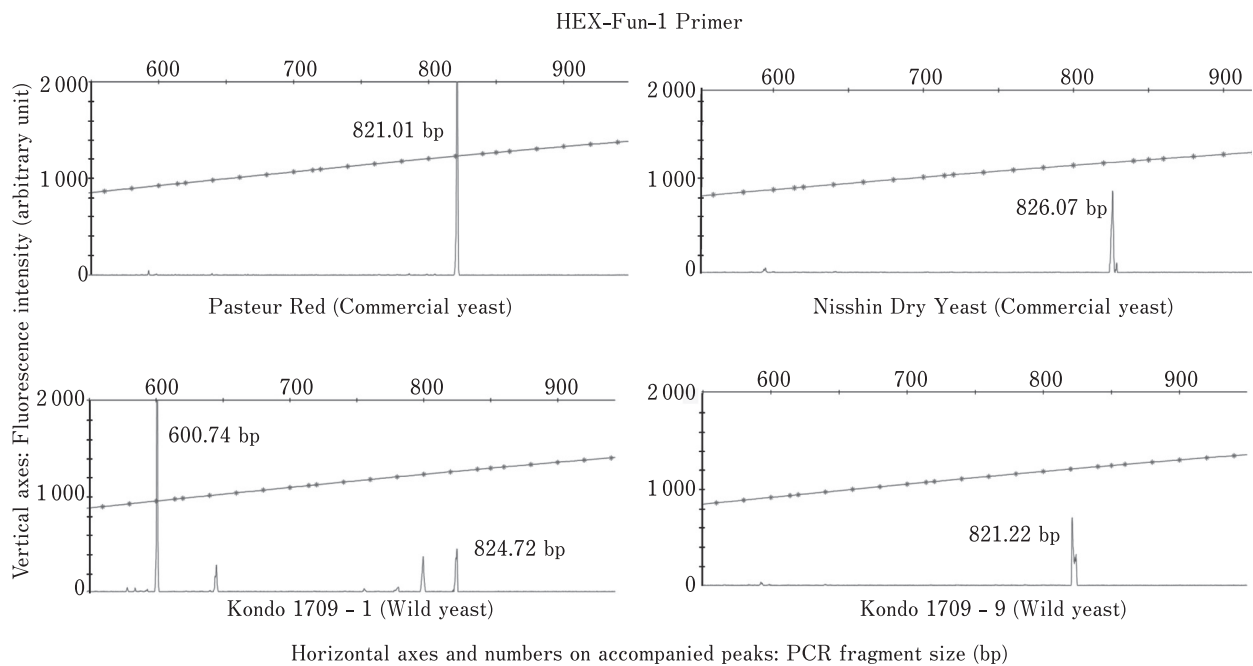 HEX-Fun-1 Primer
Vertical axes: Fluorescence intensity (arbitrary unit)
600 700 800 900
2 000
821.01 bp
1 000
0
Pasteur Red (Commercial yeast)
600 700 800 900
2 000
1 000
826.07 bp
0
Nisshin Dry Yeast (Commercial yeast)
600 700 800 900
2 000
600.74 bp
1 000
824.72 bp
0
Kondo 1709 - 1 (Wild yeast)
600 700 800 900
2 000
1 000
821.22 bp
0
Kondo 1709 - 9 (Wild yeast)
Horizontal axes and numbers on accompanied peaks: PCR fragment size (bp)